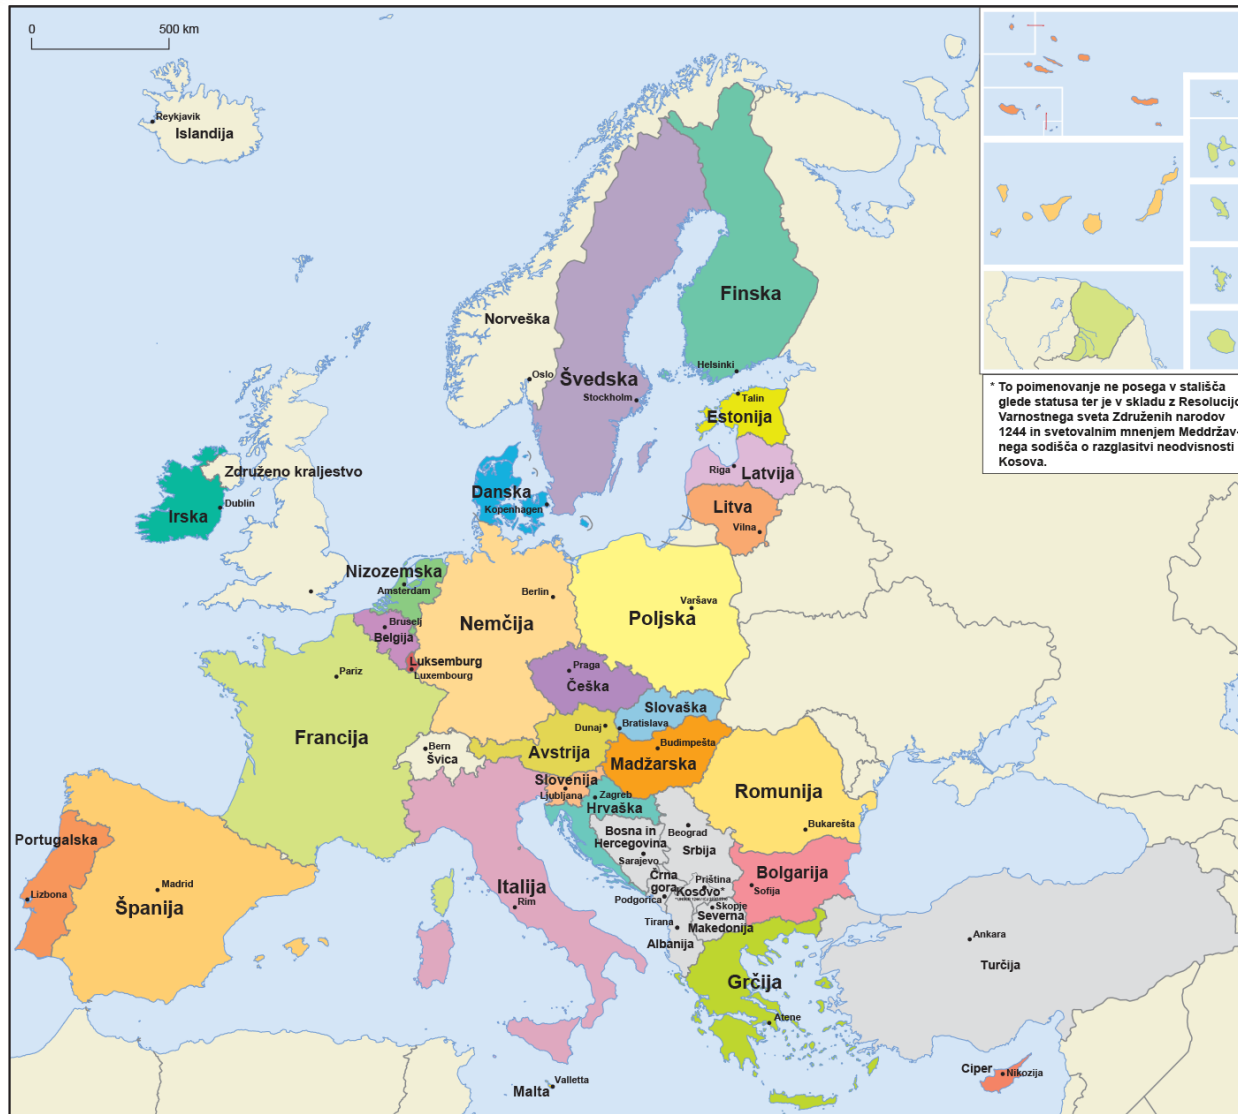 0
500 km
Reykjavik
Islandija
Norveška
Oslo
Finska
Helsinki
Švedska
Stockholm
Talin
Estonija
* To poimenovanje ne posega v stališča
glede statusa ter je v skladu z Resolucijo
Varnostnega sveta Združenih narodov
1244 in svetovalnim mnenjem Meddržav-
nega sodišča o razglasitvi neodvisnosti
Kosova.
Riga
Latvija
Združeno kraljestvo
Dublin
Irska
Danska
Kopenhagen
Litva
Vilna
Nizozemska
Amsterdam
Berlin
Nemčija
Varšava
Poljska
Bruselj
Belgija
Luksemburg
Luxembourg
Pariz
Francija
Praga
Češka
Slovaška
Bratislava
Dunaj
Avstrija
Bern
Švica
Budimpešta
Madžarska
Slovenija
Ljubljana
Zagreb
Hrvaška
Romunija
Bukarešta
Bosna in
Hercegovina
Sarajevo
Beograd
Srbija
Portugalska
Lizbona
Madrid
Španija
Italija
Rim
Črna
gora
Podgorica
Priština
Kosovo*
Skopje
Severna
Makedonija
Tirana
Albanija
Bolgarija
Sofija
Grčija
Atene
Ankara
Turčija
Valletta
Malta
Ciper
Nikozija